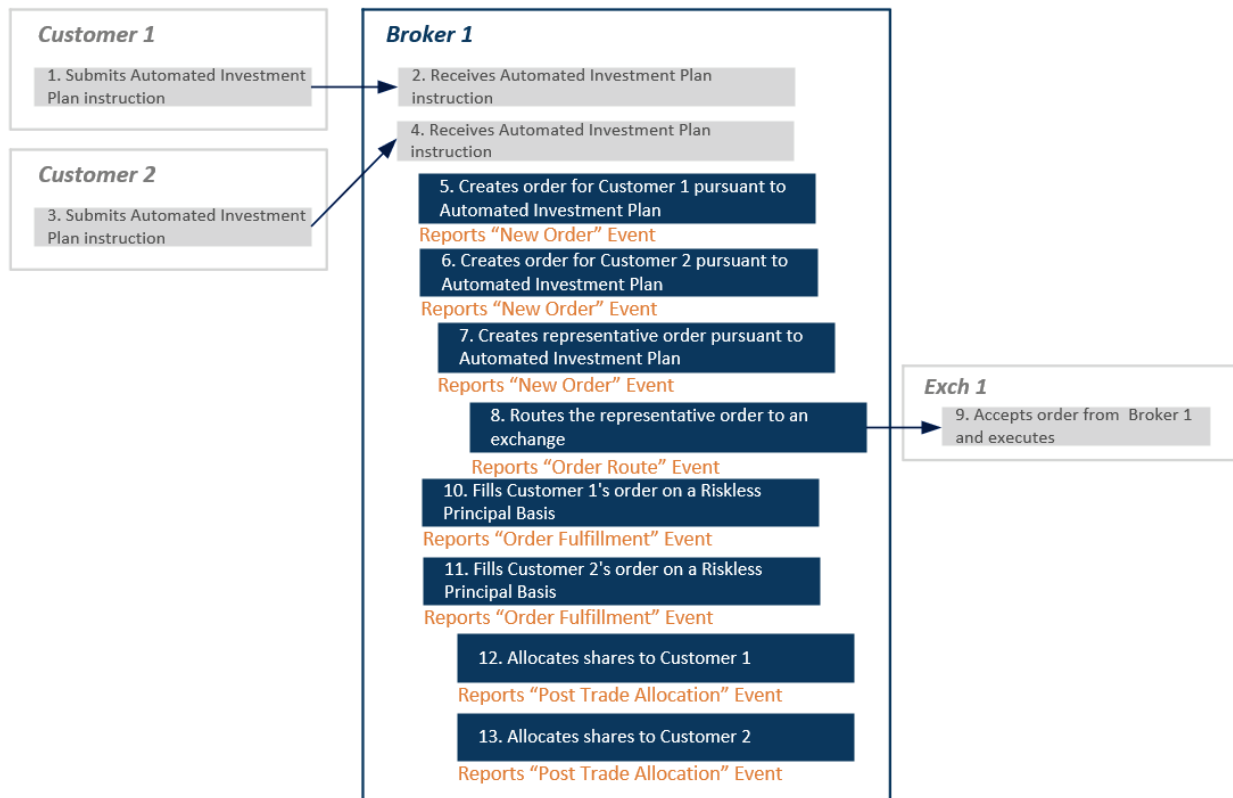 Customer 1
1. Submits Automated Investment
Plan instruction
Customer 2
3. Submits Automated Investment
Plan instruction
Broker 1
2. Receives Automated Investment Plan
instruction
4. Receives Automated Investment Plan
instruction
5. Creates order for Customer 1 pursuant to
Automated Investment Plan
Reports “New Order” Event
6. Creates order for Customer 2 pursuant to
Automated Investment Plan
Reports “New Order” Event
7. Creates representative order pursuant to
Automated Investment Plan
Reports “New Order” Event
8. Routes the representative order to an
exchange
Reports “Order Route” Event
Exch 1
9. Accepts order from Broker 1
and executes
10. Fills Customer 1's order on a Riskless
Principal Basis
Reports “Order Fulfillment” Event
11. Fills Customer 2's order on a Riskless
Principal Basis
Reports “Order Fulfillment” Event
12. Allocates shares to Customer 1
Reports “Post Trade Allocation” Event
13. Allocates shares to Customer 2
Reports “Post Trade Allocation” Event